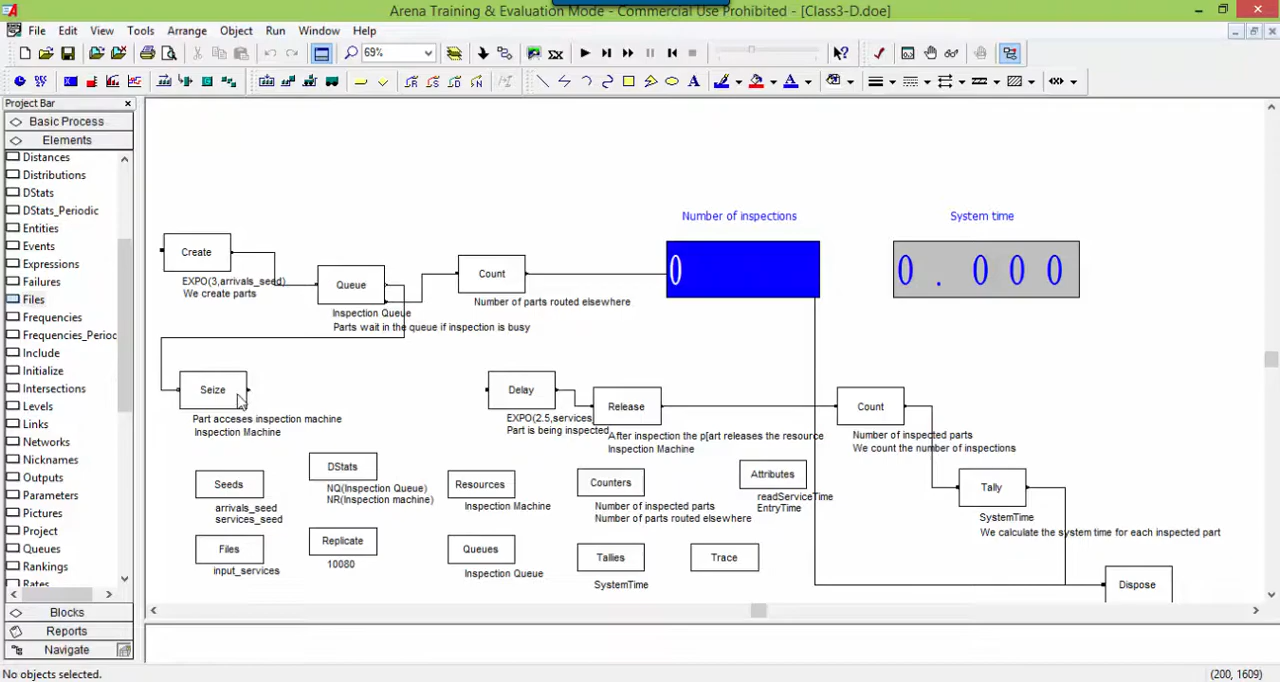 Arena Training & Evaluation Mode - Commercial Use Prohibited - [Class3-D.doe]
File Edit View Tools Arrange Object Run Window Help
69%
Project Bar
Basic Process
Elements
Distances
Distributions
DStats
DStats_Periodic
Entities
Events
Expressions
Failures
Files
Frequencies
Frequencies_Period
Include
Initialize
Intersections
Levels
Links
Networks
Nicknames
Outputs
Parameters
Pictures
Project
Queues
Rankings
Rates
Blocks
Reports
Navigate
Number of inspections
System time
0
0.000
Create
EXPO(3,arrivals_seed)
We create parts
Queue
Inspection Queue
Parts wait in the queue if inspection is busy
Count
Number of parts routed elsewhere
Seize
Part acceses inspection machine
Inspection Machine
Delay
EXPO(2.5,services
Part is being inspected
Release
After inspection the p[art releases the resource
Inspection Machine
Count
Number of inspected parts
We count the number of inspections
Tally
SystemTime
We calculate the system time for each inspected part
Dispose
Seeds
arrivals_seed
services_seed
DStats
NQ(Inspection Queue)
NR(Inspection machine)
Resources
Inspection Machine
Counters
Number of inspected parts
Number of parts routed elsewhere
Attributes
readServiceTime
EntryTime
Files
input_services
Replicate
10080
Queues
Inspection Queue
Tallies
SystemTime
Trace
No objects selected.
(200, 1609)